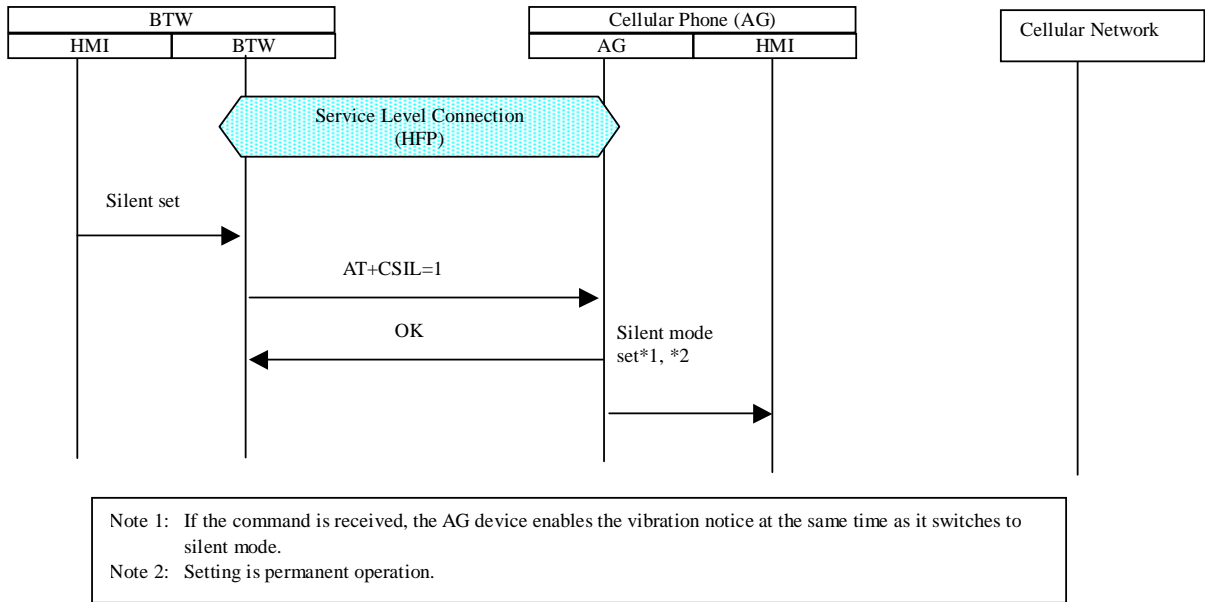 BTW
HMI
BTW
Cellular Phone (AG)
AG
HMI
Cellular Network
Service Level Connection
(HFP)
Silent set
AT+CSIL=1
OK
Silent mode
set*1, *2
Note 1: If the command is received, the AG device enables the vibration notice at the same time as it switches to
silent mode.
Note 2: Setting is permanent operation.